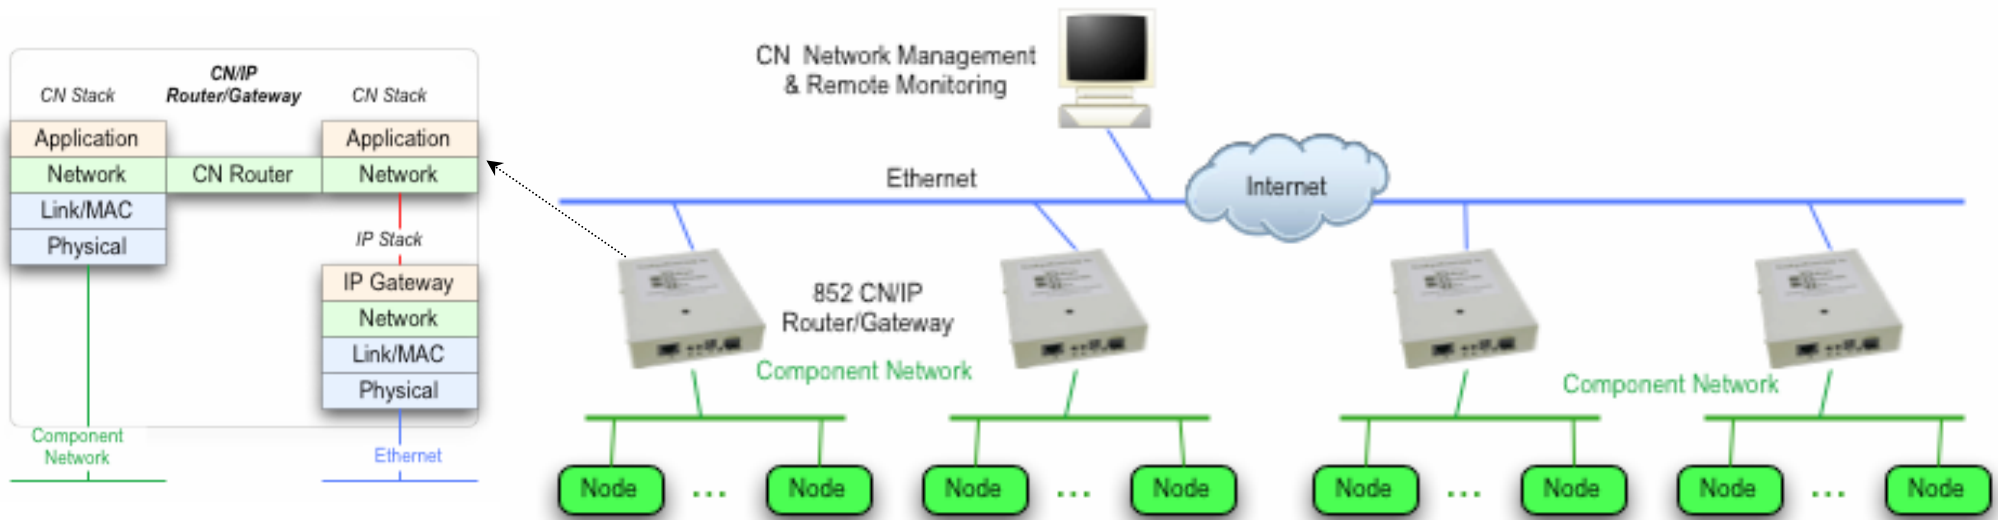 CN/IP
Router/Gateway
CN Stack
CN Stack
Application
Application
Network
CN Router
Network
Link/MAC
Physical
IP Stack
IP Gateway
Network
Link/MAC
Physical
Component
Network
Ethernet
CN Network Management
& Remote Monitoring
Ethernet
Internet
852 CN/IP
Router/Gateway
Component Network
Component Network
Node
...
Node
Node
...
Node
Node
...
Node
Node
...
Node